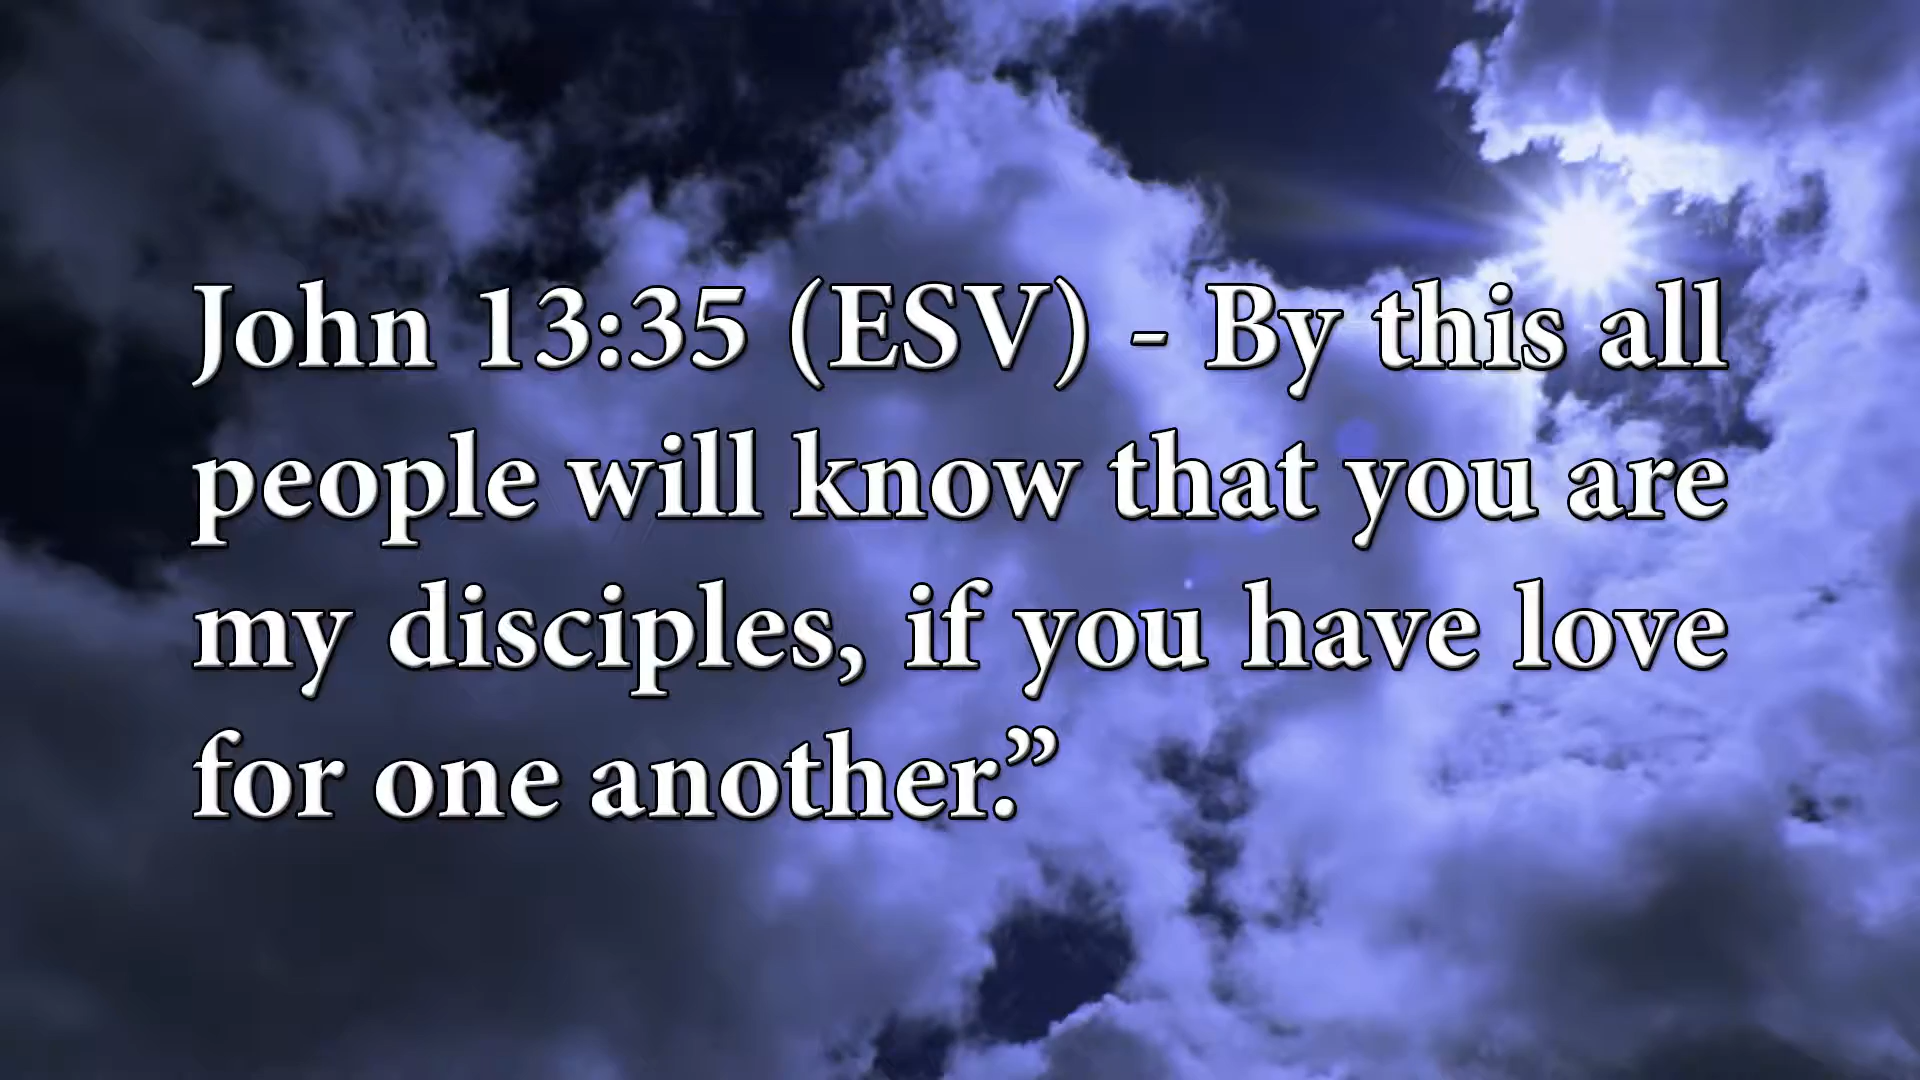 John 13:35 (ESV) - By this all
people will know that you are
my disciples, if you have love
for one another.”